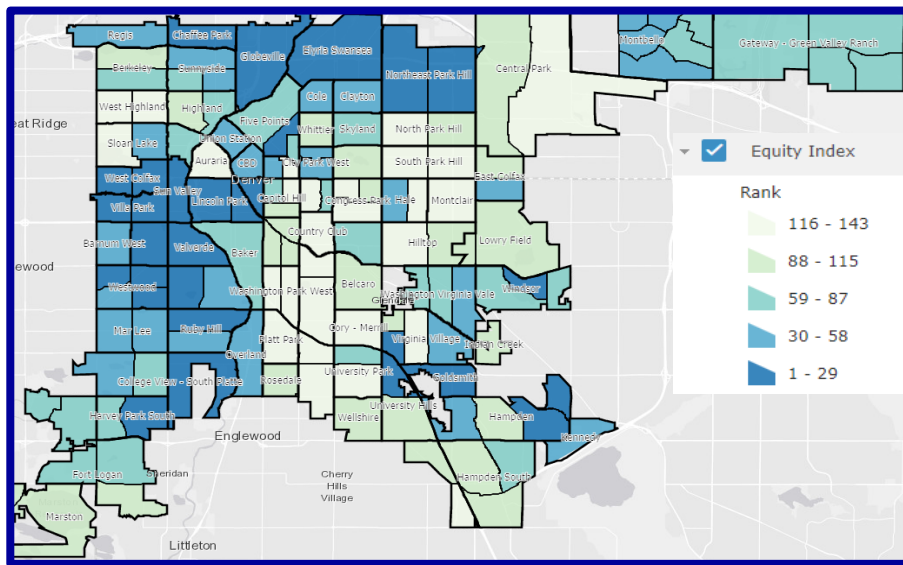 Regis
Chaffee Park
Globeville
Elyria Swansea
Northeast Park Hill
Central Park
Montbello
Gateway - Green Valley Ranch
Berkeley
Sunnyside
West Highland
Highland
Cole
Clayton
eat Ridge
Five Points
Whittier
Skyland
North Park Hill
Sloan Lake
Union Station
Auraria
CBD
City Park West
South Park Hill
East Colfax
West Colfax
Sun Valley
Denver
Villa Park
Lincoln Park
Capitol Hill
Congress Park
Hale
Montclair
Barnum West
Valverde
Baker
Country Club
Hilltop
Lowry Field
ewood
Westwood
Washington Park West
Belcaro
Glendale
Washington Virginia Vale
Windsor
Mar Lee
Ruby Hill
Platt Park
Cory - Merrill
Virginia Village
Indian Creek
Overland
College View - South Platte
Rosedale
University Park
Goldsmith
Harvey Park South
Wellshire
University Hills
Hampden
Kennedy
Englewood
Fort Logan
Sheridan
Cherry
Hills
Village
Hampden South
Marston
Littleton
Equity Index
Rank
116 - 143
88 - 115
59 - 87
30 - 58
1 - 29